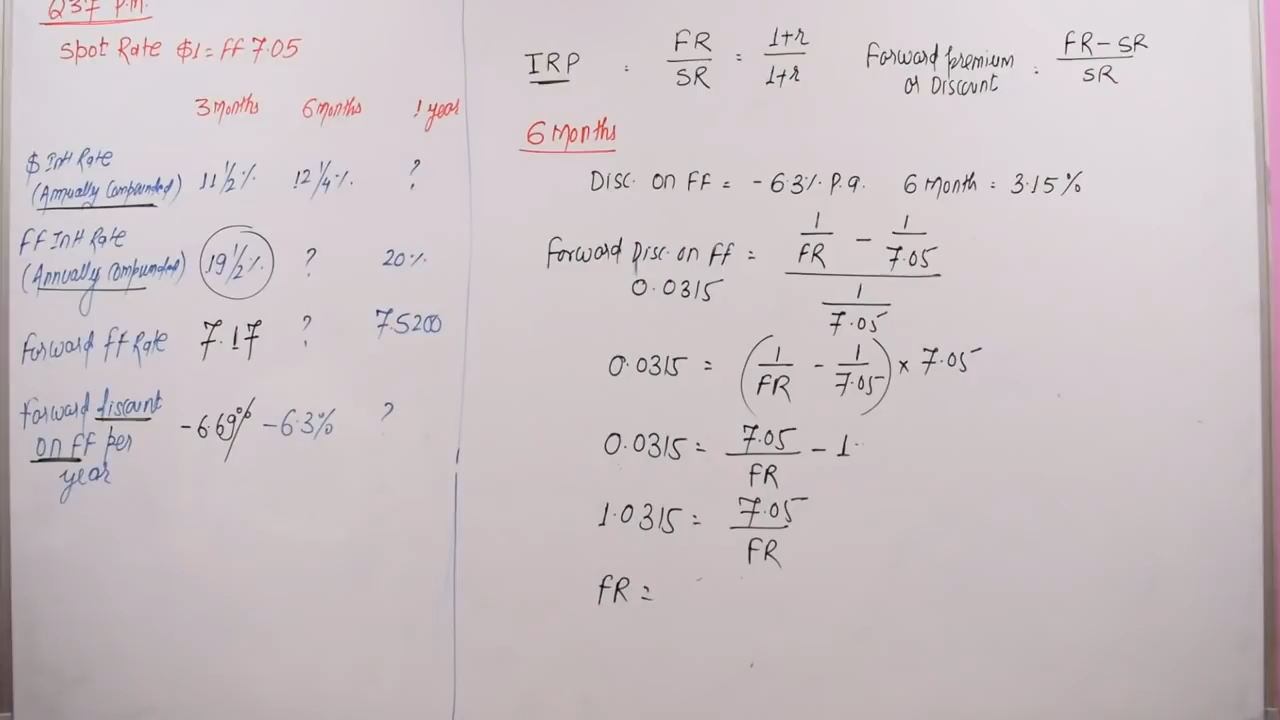 Q37 P.M.
Spot Rate $1 = FF 7.05
3 Months 6 Months 1 year
$ Int Rate
(Annually Compounded) 11 1/2 % 12 1/4 % ?
FF Int Rate
(Annually Compounded) 19 1/2 % ? 20%
Forward FF Rate 7.17 ? 7.5200
Forward discount
on FF per
year
-6.69% -6.3% ?
IRP : FR/SR = 1+r/1+r
Forward premium
or Discount : FR-SR/SR
6 Months
Disc. on FF = -6.3% P.a. 6 Month = 3.15%
Forward Disc. on FF = (1/FR - 1/7.05) / (1/7.05)
0.0315
0.0315 = (1/FR - 1/7.05) × 7.05
0.0315 = 7.05/FR - 1
1.0315 = 7.05/FR
FR =